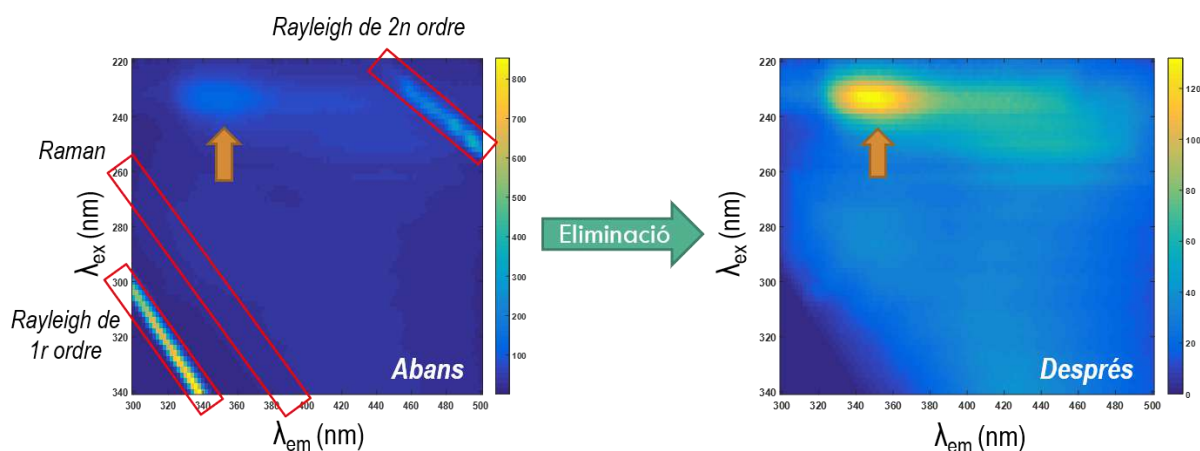 Rayleigh de 2n ordre
Raman
Rayleigh de
1r ordre
λex (nm)
220
240
260
280
300
320
340
300 320 340 360 380 400 420 440 460 480 500
λem (nm)
Abans
800
700
600
500
400
300
200
100
Eliminació
λex (nm)
220
240
260
280
300
320
340
300 320 340 360 380 400 420 440 460 480 501
λem (nm)
Després
120
100
80
60
40
20
0